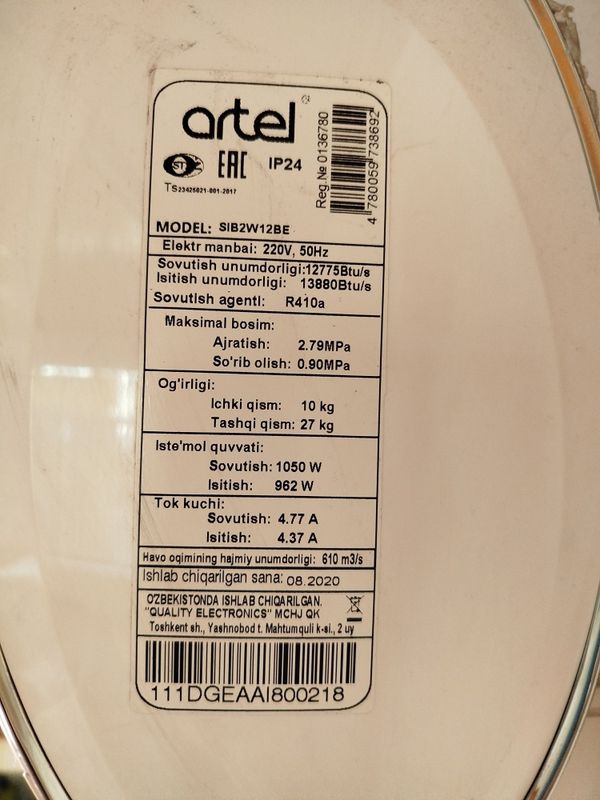 artel
EAC IP24
TS23425021-001-2017
Reg.№ 0136780
4 780059 738692
MODEL: SIB2W12BE
Elektr manbai: 220V, 50Hz
Sovutish unumdorligi:12775Btu/s
Isitish unumdorligi: 13880Btu/s
Sovutish agenti: R410a
Maksimal bosim:
Ajratish: 2.79MPa
So'rib olish: 0.90MPa
Og'irligi:
Ichki qism: 10 kg
Tashqi qism: 27 kg
Iste'mol quvvati:
Sovutish: 1050 W
Isitish: 962 W
Tok kuchi:
Sovutish: 4.77 A
Isitish: 4.37 A
Havo oqimining hajmiy unumdorligi: 610 m3/s
Ishlab chiqarilgan sana: 08.2020
O'ZBEKISTONDA ISHLAB CHIQARILGAN.
"QUALITY ELECTRONICS" MCHJ QK
Toshkent sh., Yashnobod t. Mahtumquli k-si., 2 uy
111DGEAAI800218